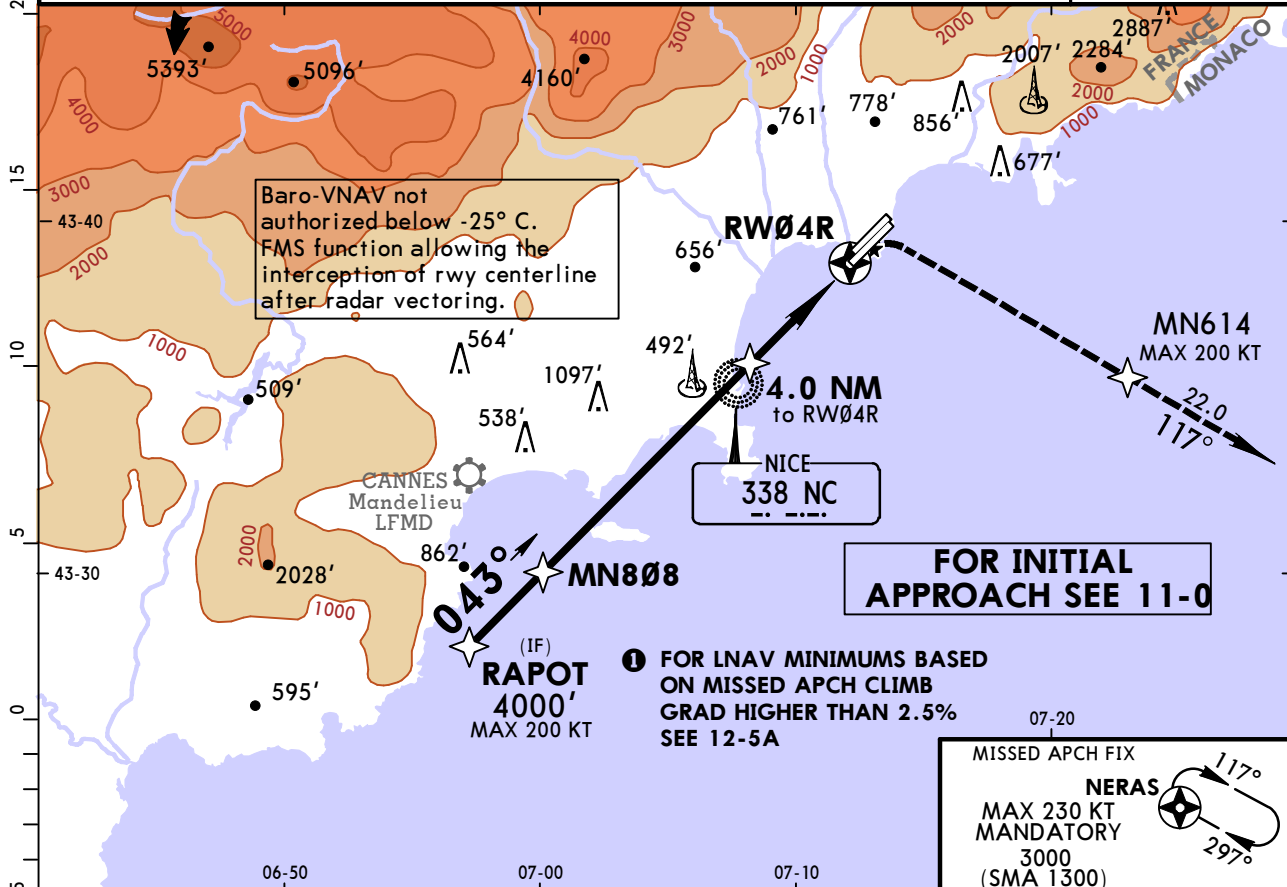 5000
5393'
5096'
4000
4160'
4000
3000
2000
1000
2000
2887'
2007'
2284'
2000
1000
FRANCE
MONACO
761'
778'
856'
677'
15
3000
43-40
2000
Baro-VNAV not
authorized below -25° C.
FMS function allowing the
interception of rwy centerline
after radar vectoring.
RWØ4R
656'
1000
10
564'
492'
1097'
509'
538'
4.0 NM
to RWØ4R
MN614
MAX 200 KT
22.0
117°
NICE
338 NC
CANNES
Mandelieu
LFMD
5
2000
2028'
862'
43-30
1000
043°
MN8Ø8
FOR INITIAL
APPROACH SEE 11-0
(IF)
RAPOT
4000'
MAX 200 KT
595'
1 FOR LNAV MINIMUMS BASED
ON MISSED APCH CLIMB
GRAD HIGHER THAN 2.5%
SEE 12-5A
0
07-20
MISSED APCH FIX
NERAS
117°
297°
MAX 230 KT
MANDATORY
3000
(SMA 1300)
06-50
07-00
07-10